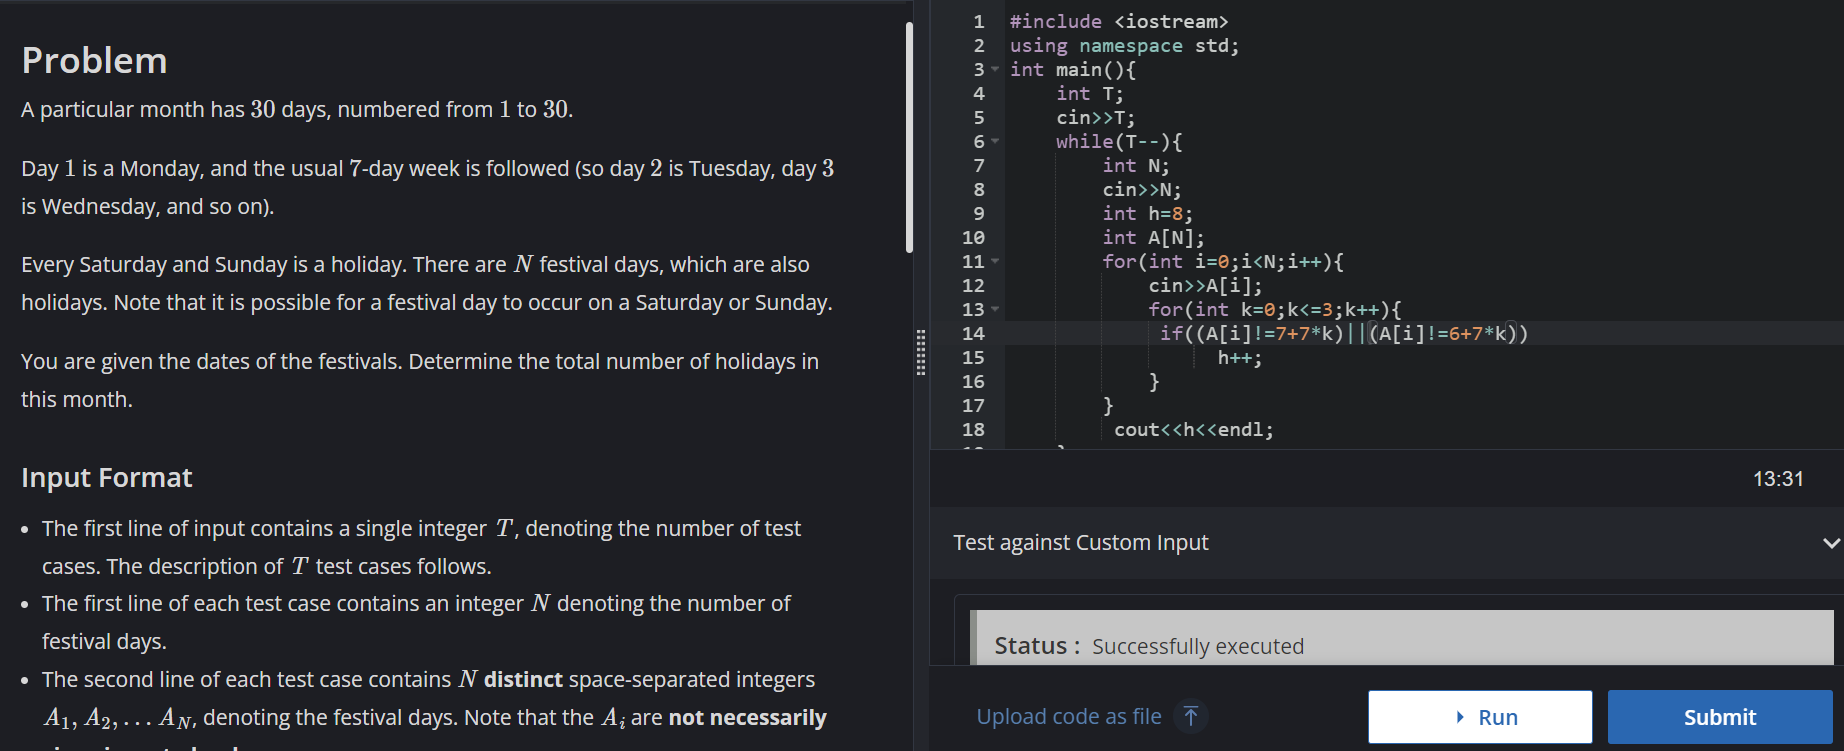 Problem
A particular month has 30 days, numbered from 1 to 30.
Day 1 is a Monday, and the usual 7-day week is followed (so day 2 is Tuesday, day 3
is Wednesday, and so on).
Every Saturday and Sunday is a holiday. There are N festival days, which are also
holidays. Note that it is possible for a festival day to occur on a Saturday or Sunday.
You are given the dates of the festivals. Determine the total number of holidays in
this month.
Input Format
• The first line of input contains a single integer T, denoting the number of test
cases. The description of T test cases follows.
• The first line of each test case contains an integer N denoting the number of
festival days.
• The second line of each test case contains N distinct space-separated integers
A₁, A₂, . . . A_N, denoting the festival days. Note that the A_i are not necessarily
1 #include <iostream>
2 using namespace std;
3 int main(){
4 int T;
5 cin>>T;
6 while(T--){
7 int N;
8 cin>>N;
9 int h=8;
10 int A[N];
11 for(int i=0;i<N;i++){
12 cin>>A[i];
13 for(int k=0;k<=3;k++){
14 if((A[i]!=7+7*k)||(A[i]!=6+7*k))
15 h++;
16 }
17 }
18 cout<<h<<endl;
13:31
Test against Custom Input
Status : Successfully executed
Upload code as file
Run
Submit